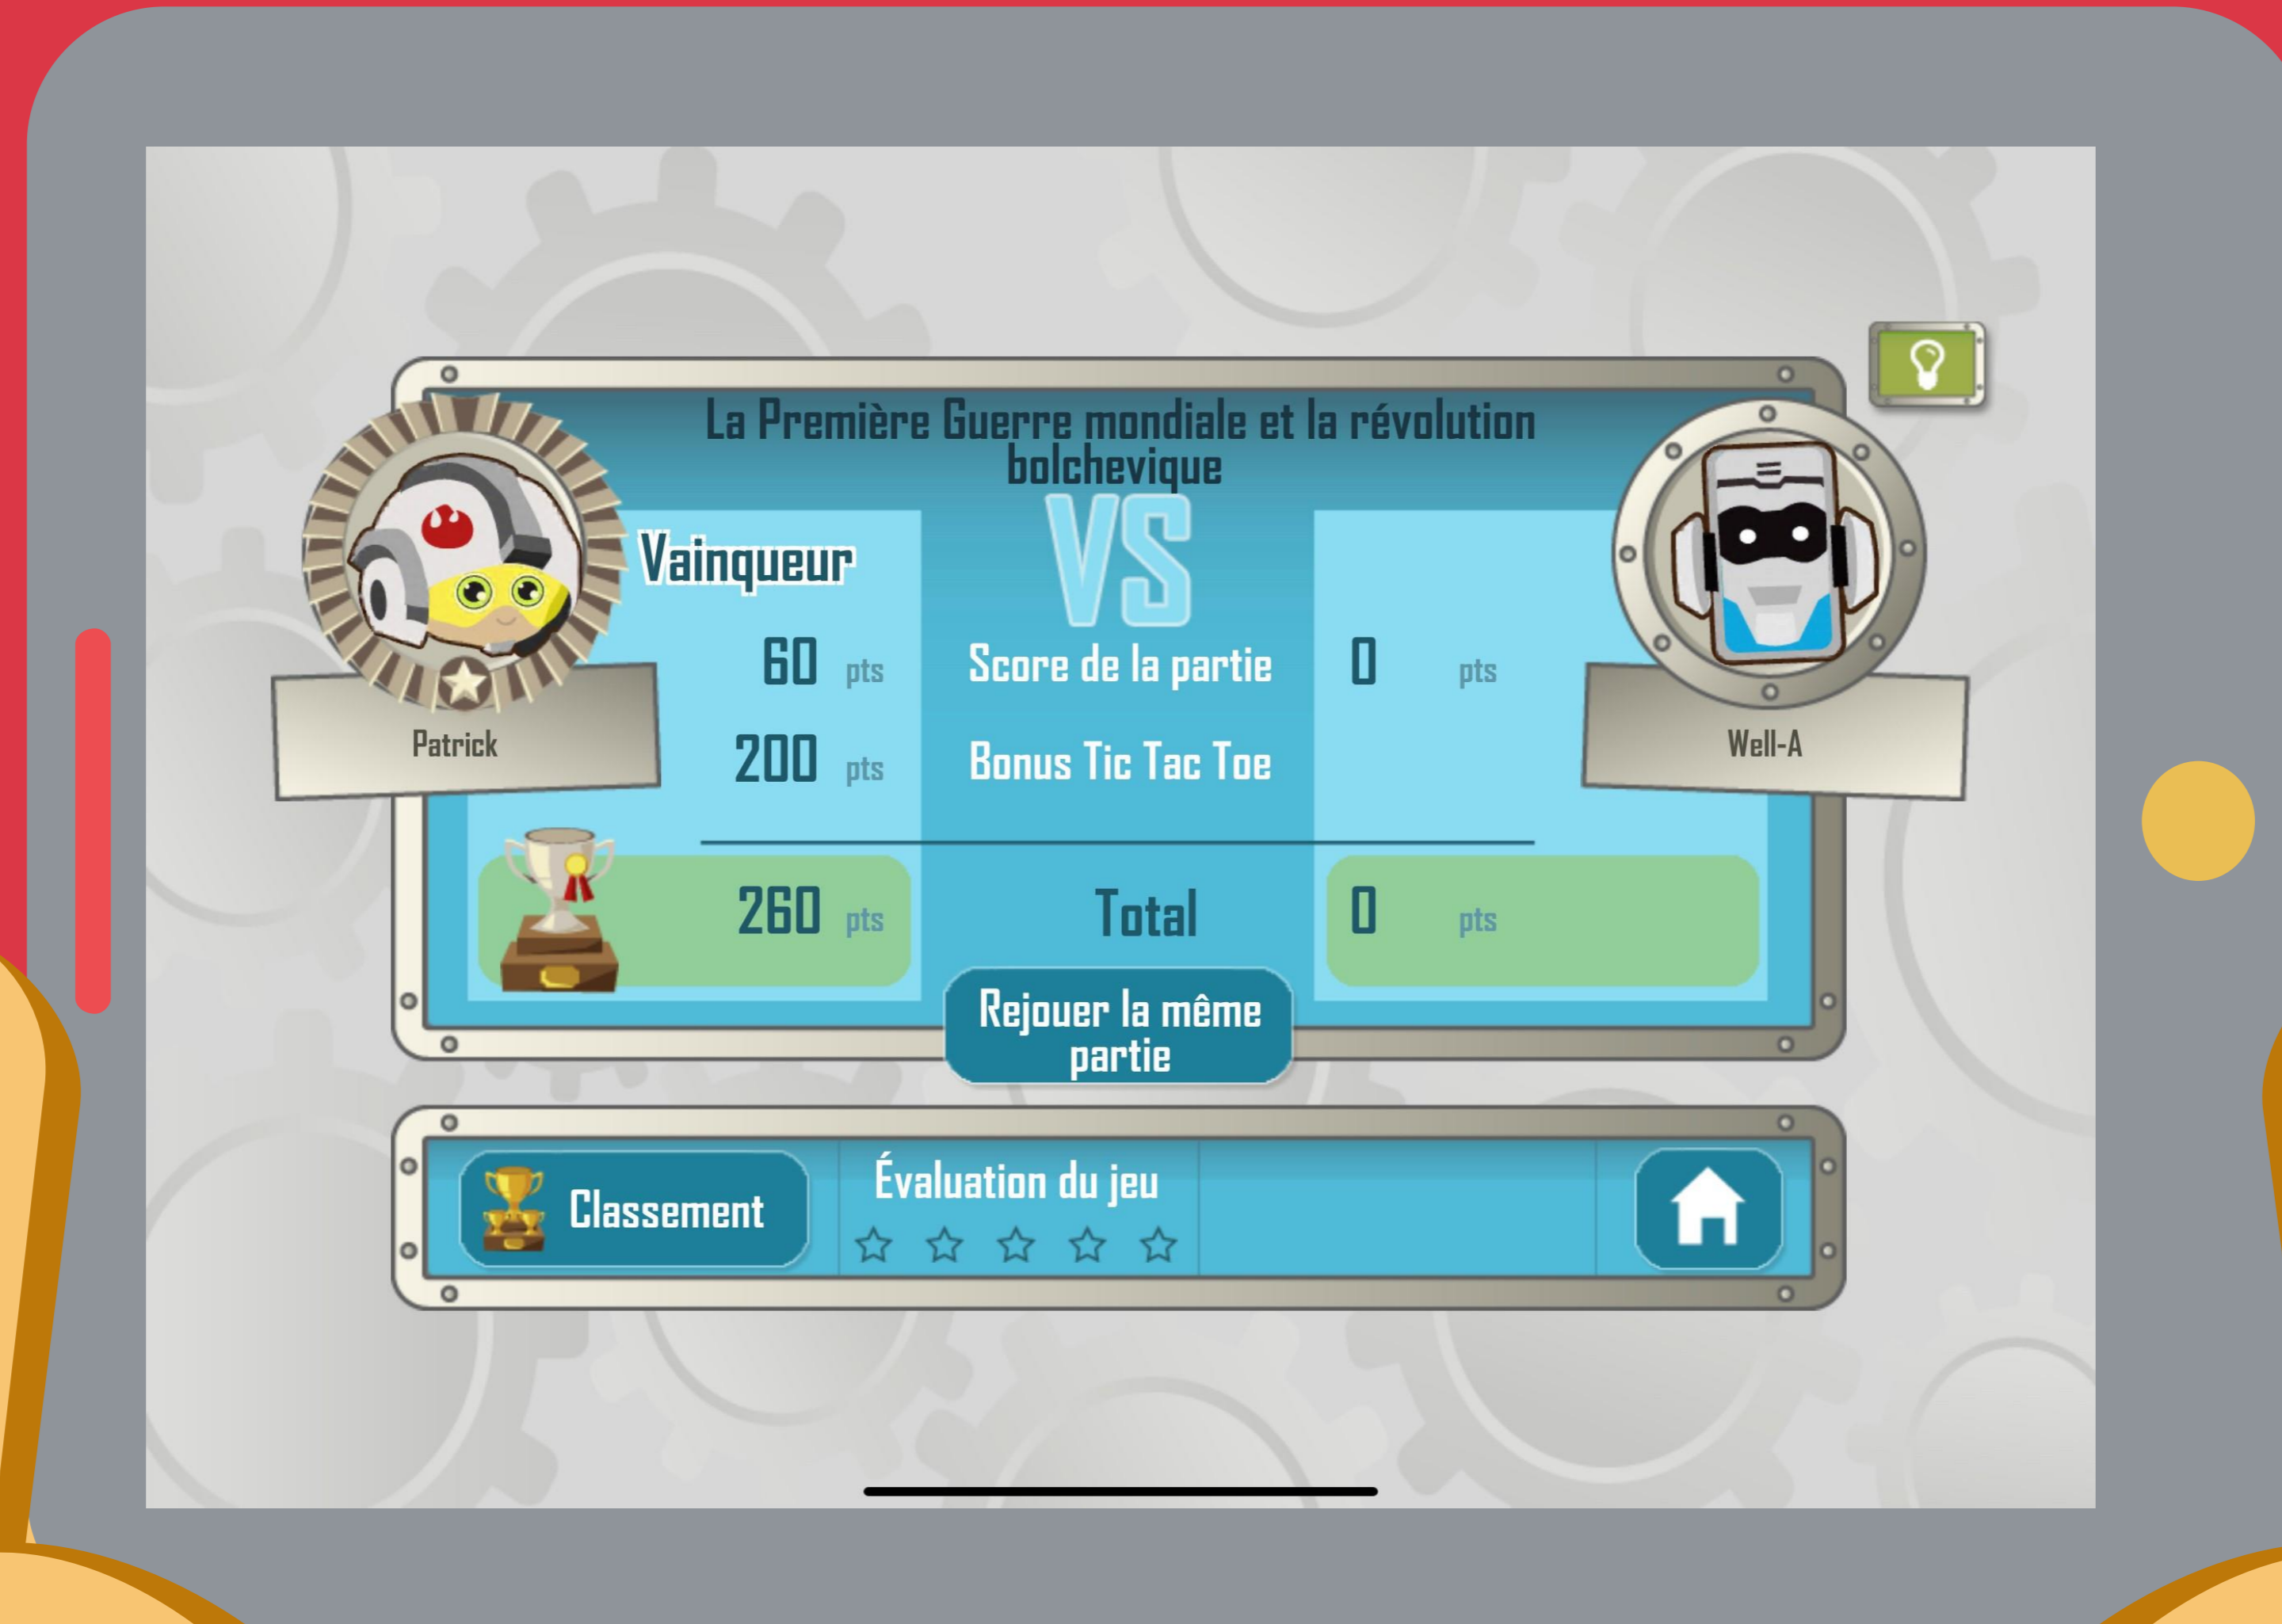 La Première Guerre mondiale et la révolution
bolchevique
VS
Vainqueur
60 pts Score de la partie 0 pts
Patrick
200 pts Bonus Tic Tac Toe
Well-A
260 pts Total 0 pts
Rejouer la même
partie
Classement
Évaluation du jeu